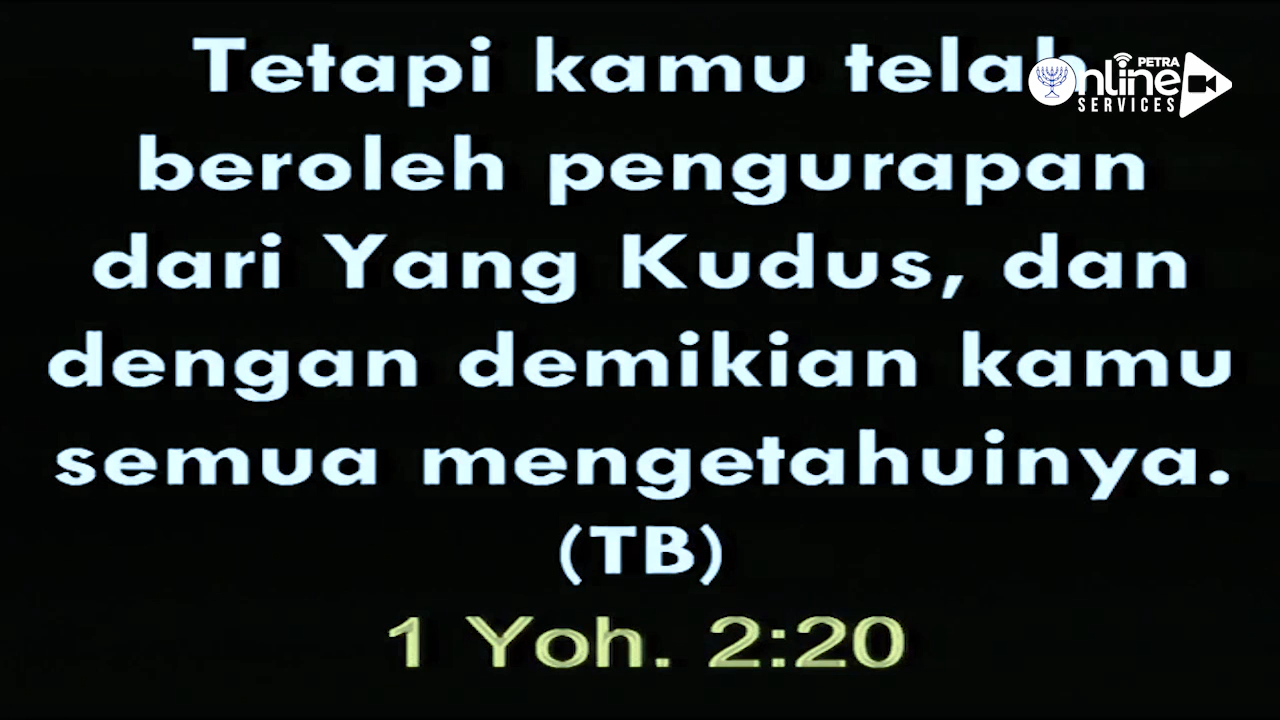 Tetapi kamu telah
beroleh pengurapan
dari Yang Kudus, dan
dengan demikian kamu
semua mengetahuinya.
(TB)
1 Yoh. 2:20
PETRA
Online
SERVICES